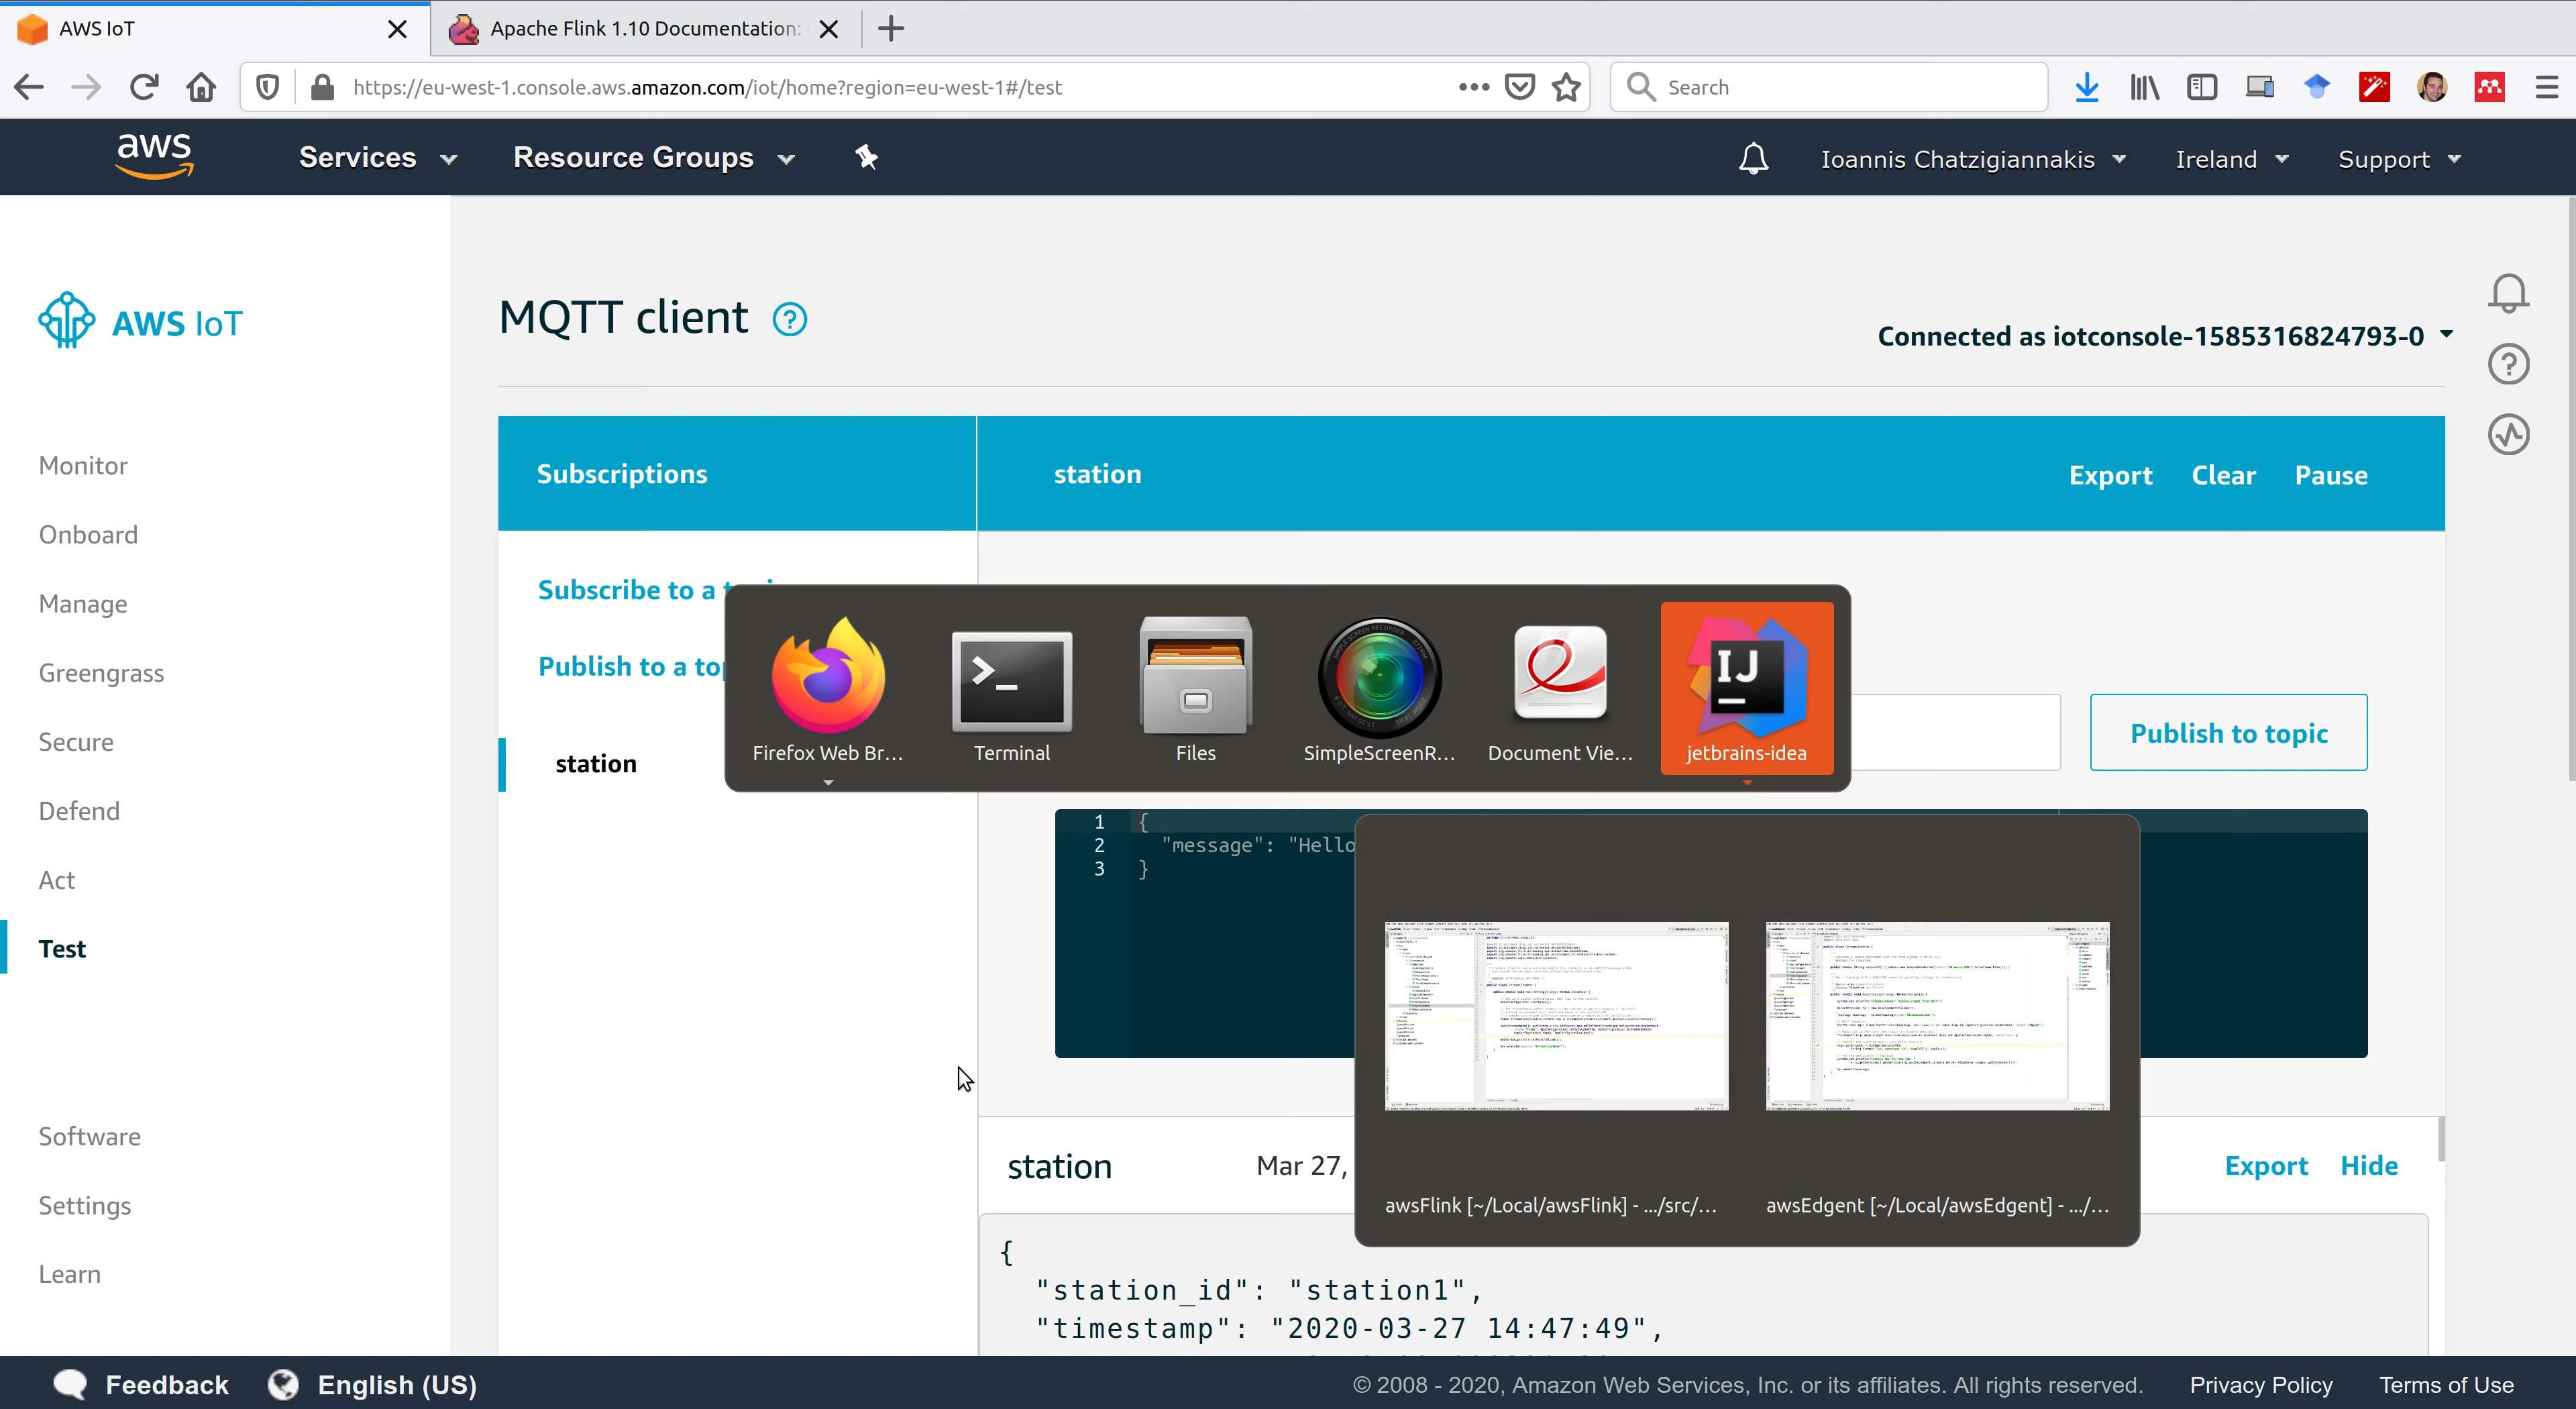 AWS IoT
Apache Flink 1.10 Documentation:
https://eu-west-1.console.aws.amazon.com/iot/home?region=eu-west-1#/test
Search
aws
Services
Resource Groups
Ioannis Chatzigiannakis
Ireland
Support
AWS IoT
MQTT client
Connected as iotconsole-1585316824793-0
Monitor
Onboard
Manage
Greengrass
Secure
Defend
Act
Test
Software
Settings
Learn
Subscriptions
station
Export
Clear
Pause
Subscribe to a
Publish to a
station
Firefox Web Br...
Terminal
Files
SimpleScreenR...
Document Vie...
IJ
jetbrains-idea
Publish to topic
1 {
2 "message": "Hello
3 }
awsFlink [~/Local/awsFlink] - .../src/...
awsEdgent [~/Local/awsEdgent] - .../...
station
Mar 27,
Export
Hide
{
"station_id": "station1",
"timestamp": "2020-03-27 14:47:49",
Feedback
English (US)
© 2008 - 2020, Amazon Web Services, Inc. or its affiliates. All rights reserved.
Privacy Policy
Terms of Use